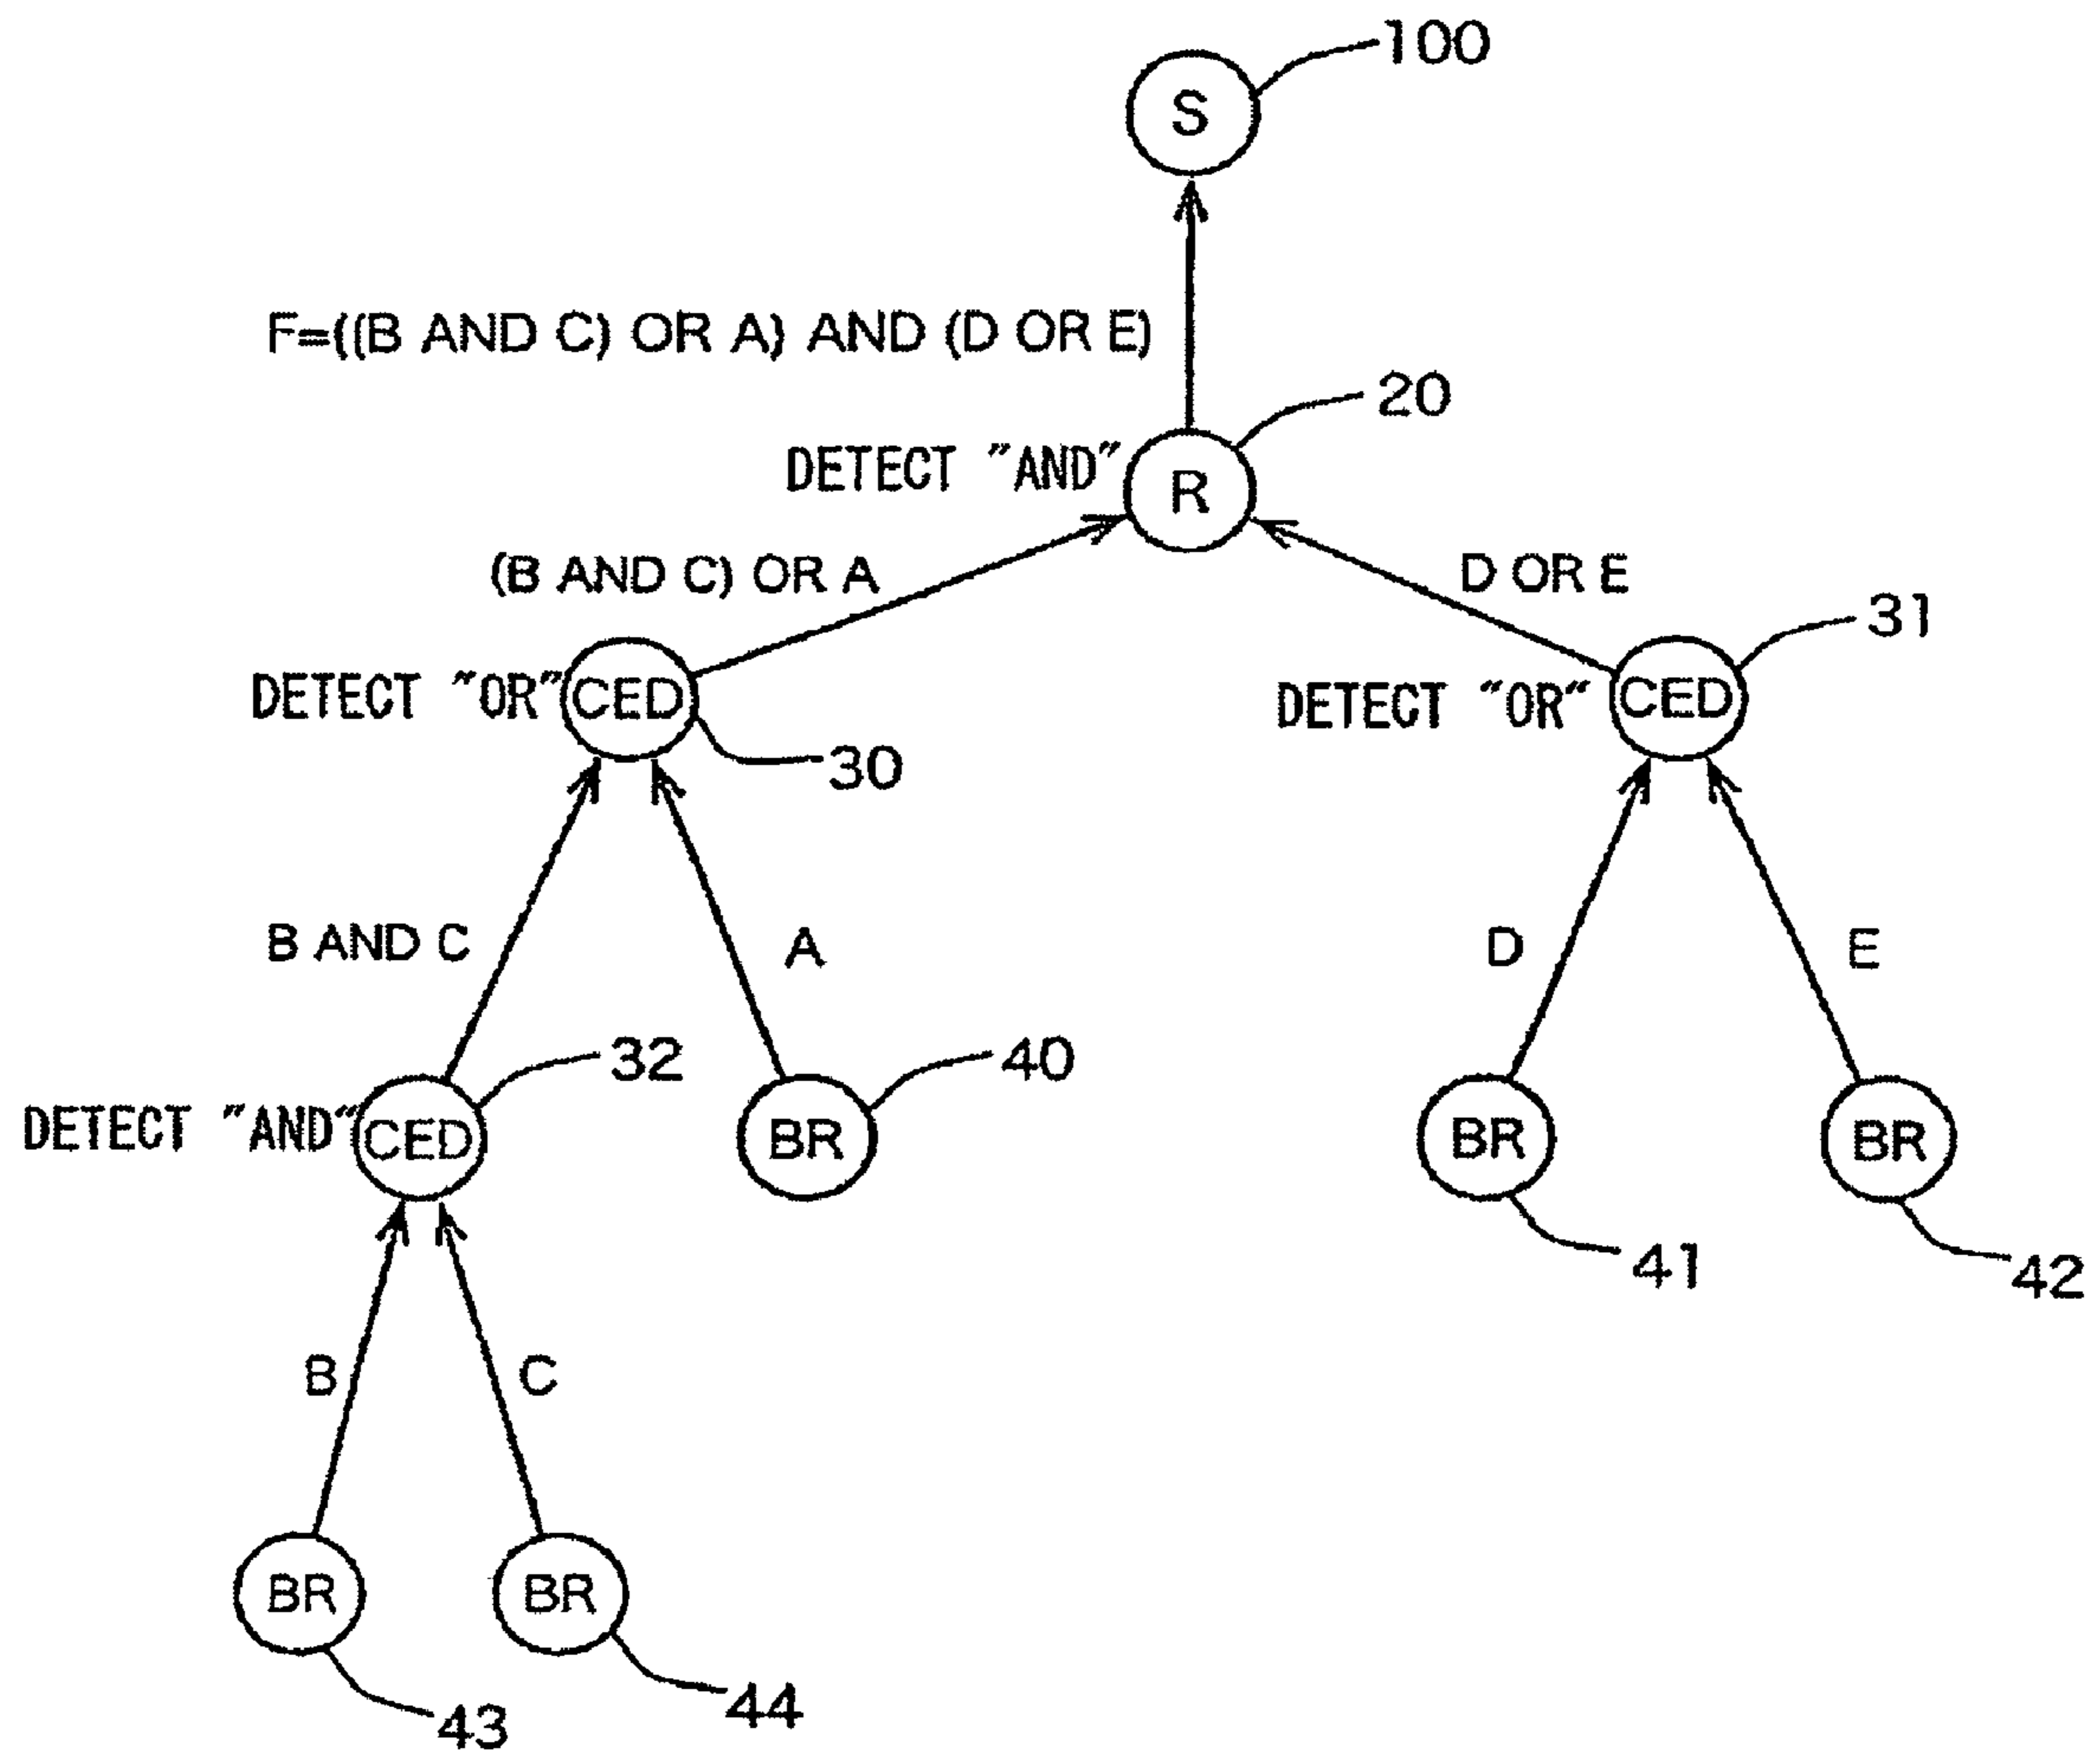 100
S
F=((B AND C) OR A) AND (D OR E)
20
DETECT "AND"
R
(B AND C) OR A
D OR E
31
DETECT "OR"
CED
DETECT "OR"
CED
30
B AND C
A
D
E
32
40
DETECT "AND"
CED
BR
BR
BR
41
42
B
C
BR
BR
43
44